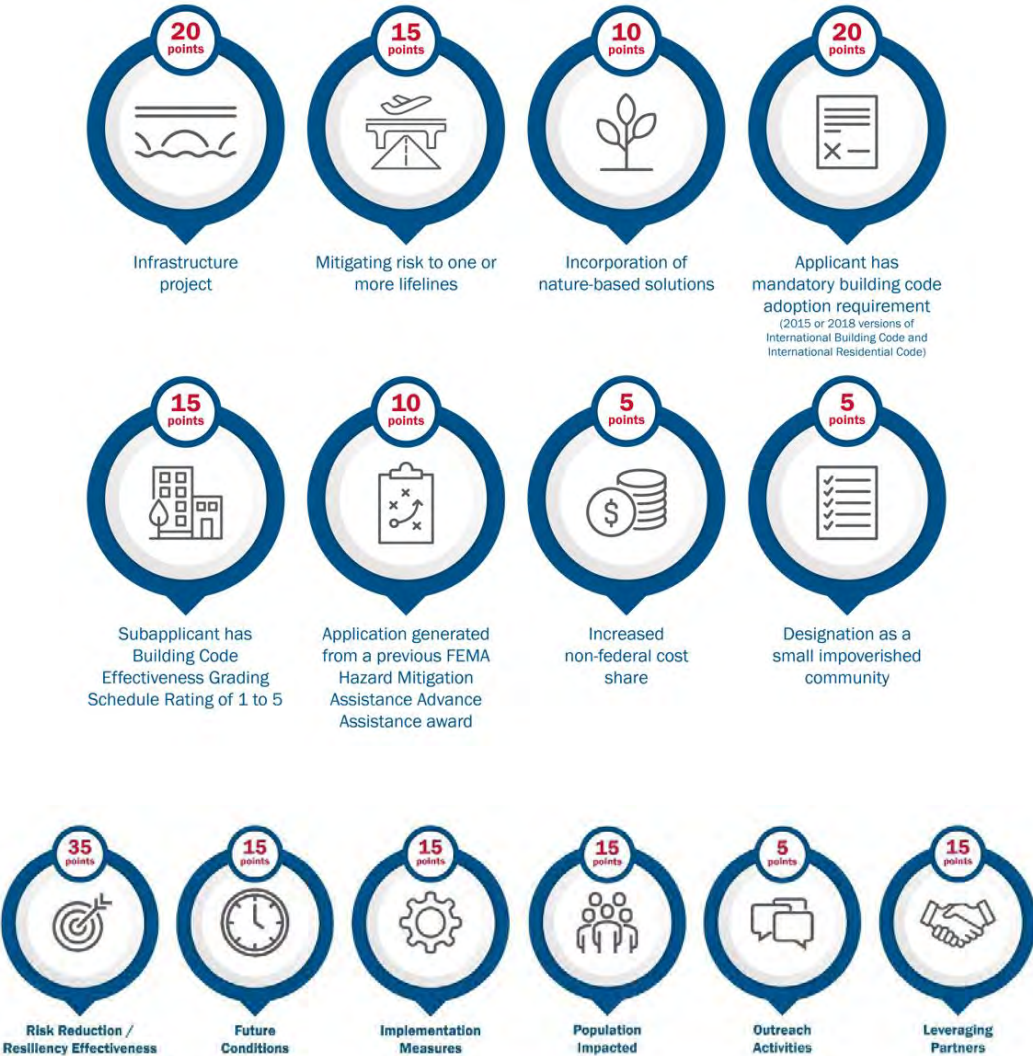 20
points
15
points
10
points
20
points
Infrastructure
project
Mitigating risk to one or
more lifelines
Incorporation of
nature-based solutions
Applicant has
mandatory building code
adoption requirement
(2015 or 2018 versions of
International Building Code and
International Residential Code)
15
points
10
points
5
points
5
points
$
Subapplicant has
Building Code
Effectiveness Grading
Schedule Rating of 1 to 5
Application generated
from a previous FEMA
Hazard Mitigation
Assistance Advance
Assistance award
Increased
non-federal cost
share
Designation as a
small impoverished
community
35
points
15
points
15
points
15
points
5
points
15
points
Risk Reduction /
Resiliency Effectiveness
Future
Conditions
Implementation
Measures
Population
Impacted
Outreach
Activities
Leveraging
Partners